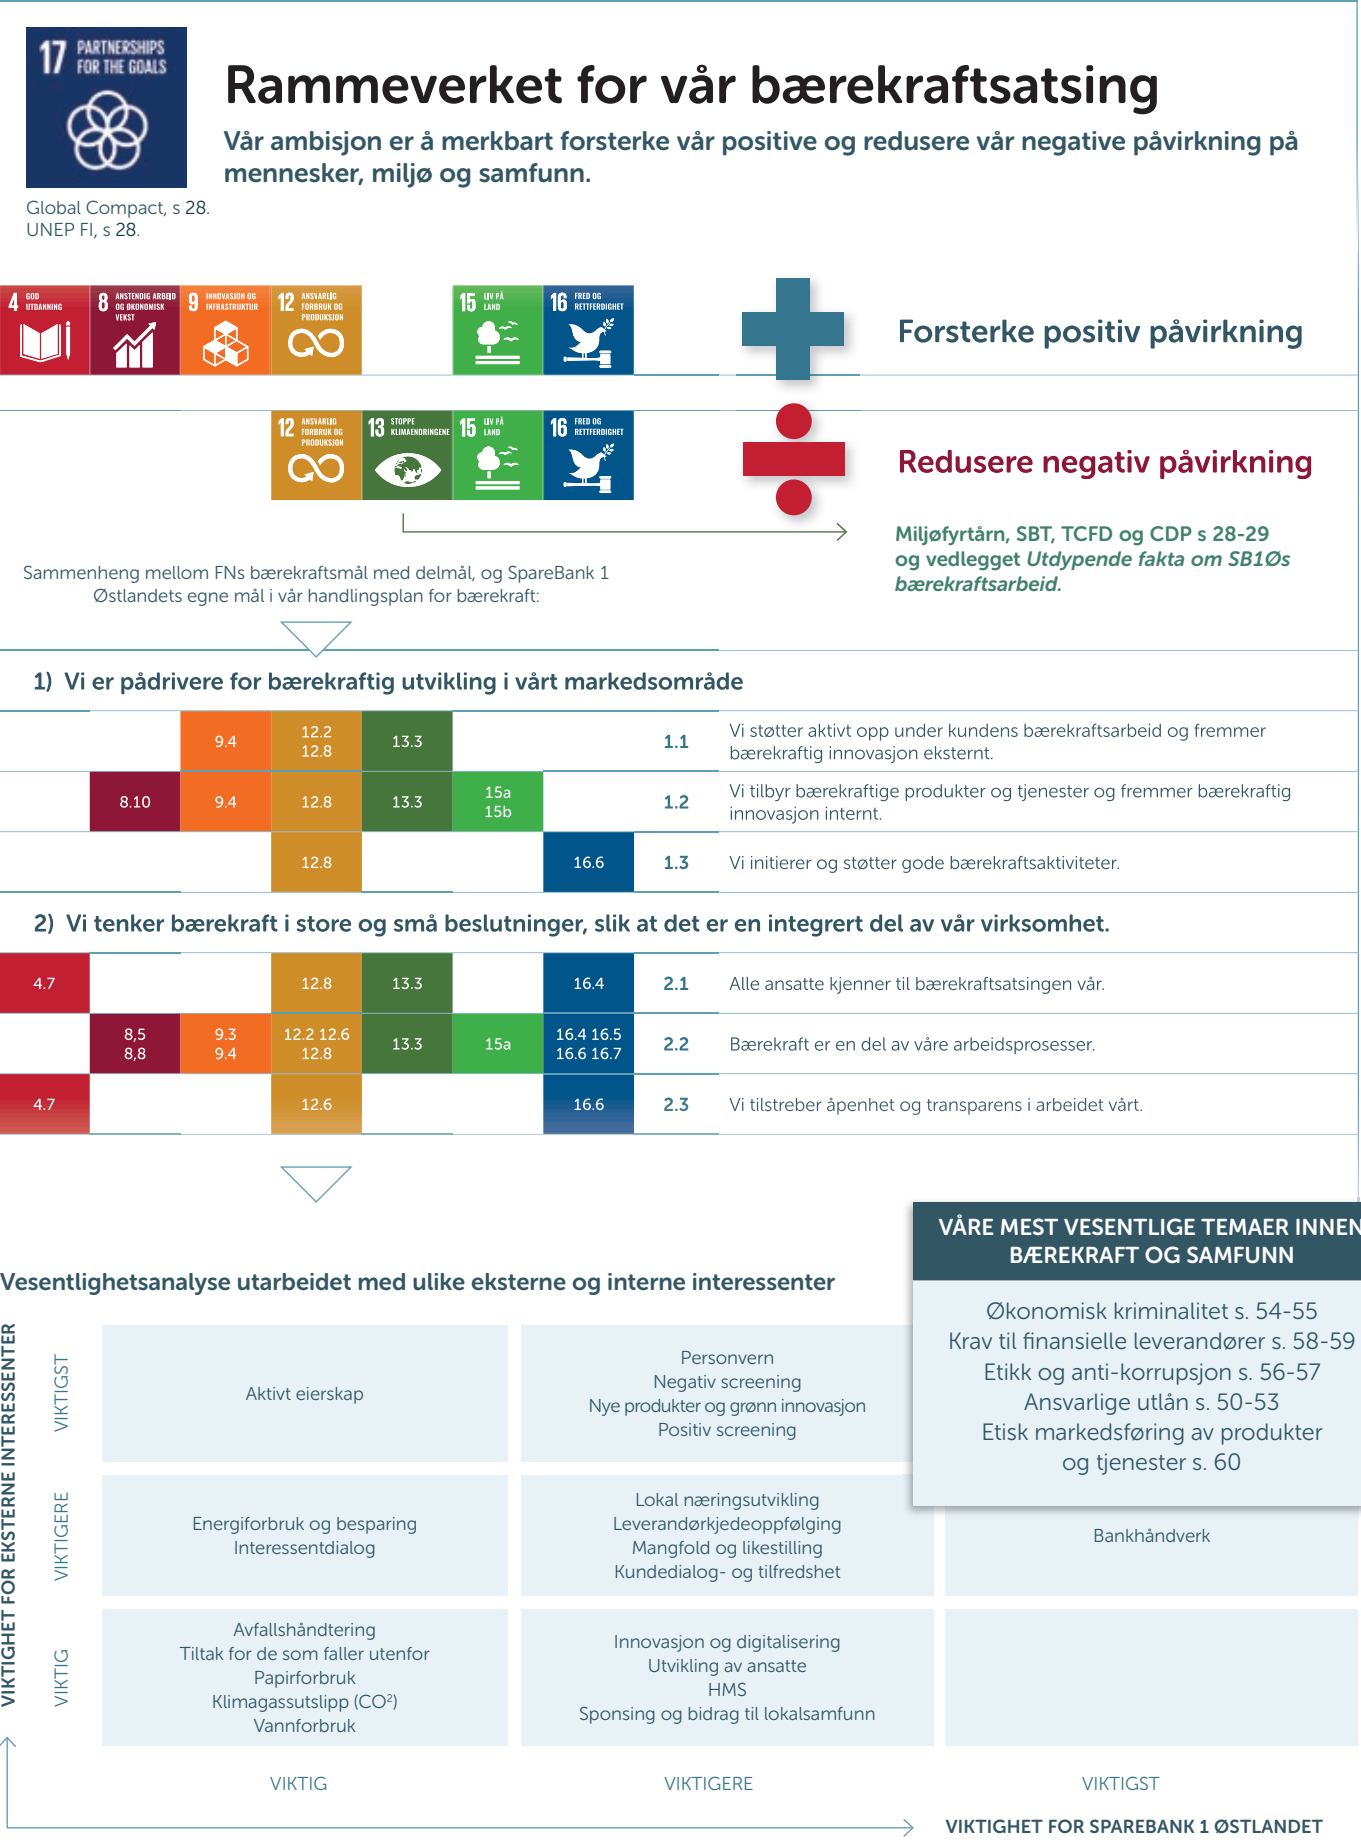 17 PARTNERSHIPS
FOR THE GOALS
Rammeverket for vår bærekraftsatsing
Vår ambisjon er å merkbart forsterke vår positive og redusere vår negative påvirkning på
mennesker, miljø og samfunn.
Global Compact, s 28.
UNEP FI, s 28.
4 GOD
UTDANNING
8 ANSTENDIG ARBEID
OG ØKONOMISK
VEKST
9 INNOVASJON OG
INFRASTRUKTUR
12 ANSVARLIG
FORBRUK OG
PRODUKSJON
15 LIV PÅ
LAND
16 FRED OG
RETTFERDIGHET
Forsterke positiv påvirkning
12 ANSVARLIG
FORBRUK OG
PRODUKSJON
13 STOPPE
KLIMAENDRINGENE
15 LIV PÅ
LAND
16 FRED OG
RETTFERDIGHET
Redusere negativ påvirkning
Miljøfyrtårn, SBT, TCFD og CDP s 28-29
og vedlegget Utdypende fakta om SB1Øs
bærekraftsarbeid.
Sammenheng mellom FNs bærekraftsmål med delmål, og SpareBank 1
Østlandets egne mål i vår handlingsplan for bærekraft:
1) Vi er pådrivere for bærekraftig utvikling i vårt markedsområde
9.4
12.2
12.8
13.3
1.1
Vi støtter aktivt opp under kundens bærekraftsarbeid og fremmer
bærekraftig innovasjon eksternt.
8.10
9.4
12.8
13.3
15a
15b
1.2
Vi tilbyr bærekraftige produkter og tjenester og fremmer bærekraftig
innovasjon internt.
12.8
16.6
1.3
Vi initierer og støtter gode bærekraftsaktiviteter.
2) Vi tenker bærekraft i store og små beslutninger, slik at det er en integrert del av vår virksomhet.
4.7
12.8
13.3
16.4
2.1
Alle ansatte kjenner til bærekraftsatsingen vår.
8,5
8,8
9.3
9.4
12.2 12.6
12.8
13.3
15a
16.4 16.5
16.6 16.7
2.2
Bærekraft er en del av våre arbeidsprosesser.
4.7
12.6
16.6
2.3
Vi tilstreber åpenhet og transparens i arbeidet vårt.
Vesentlighetsanalyse utarbeidet med ulike eksterne og interne interessenter
VÅRE MEST VESENTLIGE TEMAER INNEN
BÆREKRAFT OG SAMFUNN
Økonomisk kriminalitet s. 54-55
Krav til finansielle leverandører s. 58-59
Etikk og anti-korrupsjon s. 56-57
Ansvarlige utlån s. 50-53
Etisk markedsføring av produkter
og tjenester s. 60
VIKTIGHET FOR EKSTERNE INTERESSENTER
VIKTIGST
Aktivt eierskap
Personvern
Negativ screening
Nye produkter og grønn innovasjon
Positiv screening
VIKTIGERE
Energiforbruk og besparing
Interessentdialog
Lokal næringsutvikling
Leverandørkjedeoppfølging
Mangfold og likestilling
Kundedialog- og tilfredshet
Bankhåndverk
VIKTIG
Avfallshåndtering
Tiltak for de som faller utenfor
Papirforbruk
Klimagassutslipp (CO²)
Vannforbruk
Innovasjon og digitalisering
Utvikling av ansatte
HMS
Sponsing og bidrag til lokalsamfunn
VIKTIG
VIKTIGERE
VIKTIGST
VIKTIGHET FOR SPAREBANK 1 ØSTLANDET